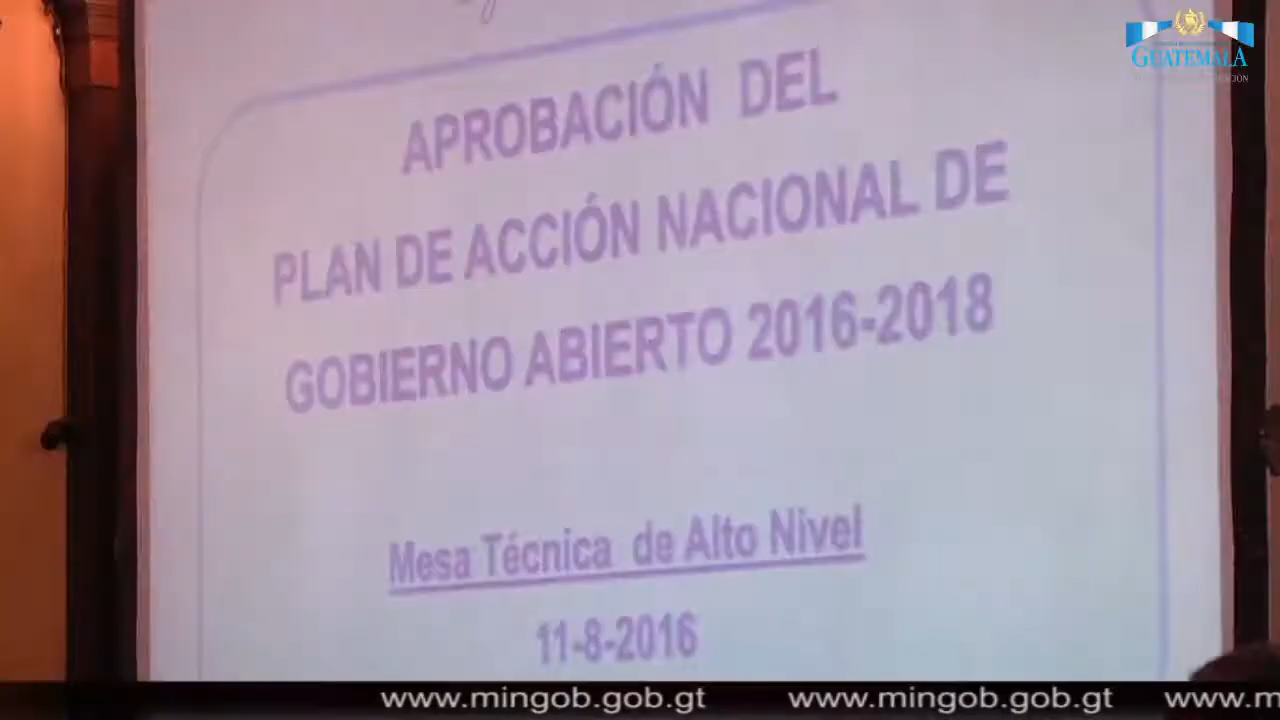 GUATEMALA
APROBACIÓN DEL
PLAN DE ACCIÓN NACIONAL DE
GOBIERNO ABIERTO 2016-2018
Mesa Técnica de Alto Nivel
11-8-2016
www.mingob.gob.gt www.mingob.gob.gt www.m